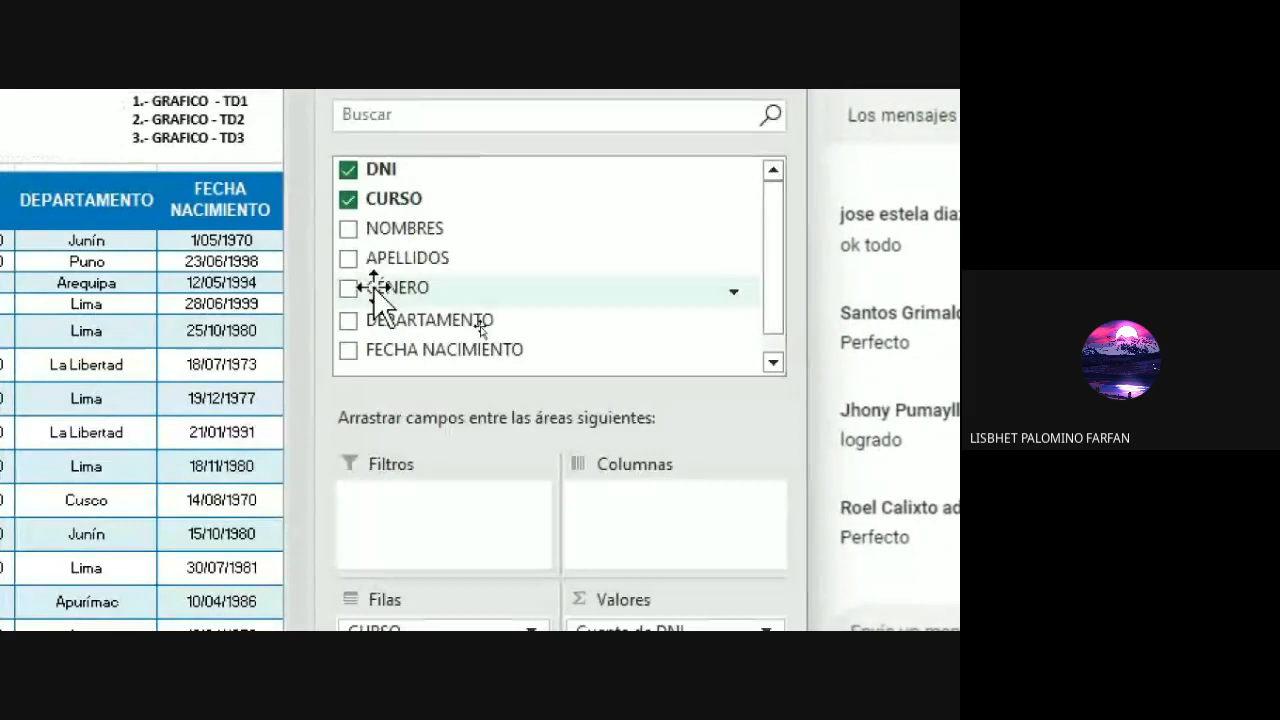 1.- GRAFICO - TD1
2.- GRAFICO - TD2
3.- GRAFICO - TD3
DEPARTAMENTO FECHA NACIMIENTO
Junín 1/05/1970
Puno 23/06/1998
Arequipa 12/05/1994
Lima 28/06/1999
Lima 25/10/1980
La Libertad 18/07/1973
Lima 19/12/1977
La Libertad 21/01/1991
Lima 18/11/1980
Cusco 14/08/1970
Junín 15/10/1980
Lima 30/07/1981
Apurímac 10/04/1986
Buscar
DNI
CURSO
NOMBRES
APELLIDOS
GÉNERO
DEPARTAMENTO
FECHA NACIMIENTO
Arrastrar campos entre las áreas siguientes:
Filtros
Columnas
Filas
Valores
CURSO
Cuenta de DNI
Los mensajes
jose estela diaz
ok todo
Santos Grimald
Perfecto
Jhony Pumayll
logrado
Roel Calixto ad
Perfecto
LISBHET PALOMINO FARFAN